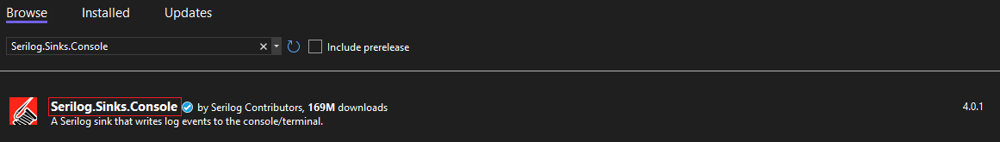 Browse Installed Updates
Serilog.Sinks.Console Include prerelease
Serilog.Sinks.Console by Serilog Contributors, 169M downloads 4.0.1
A Serilog sink that writes log events to the console/terminal.